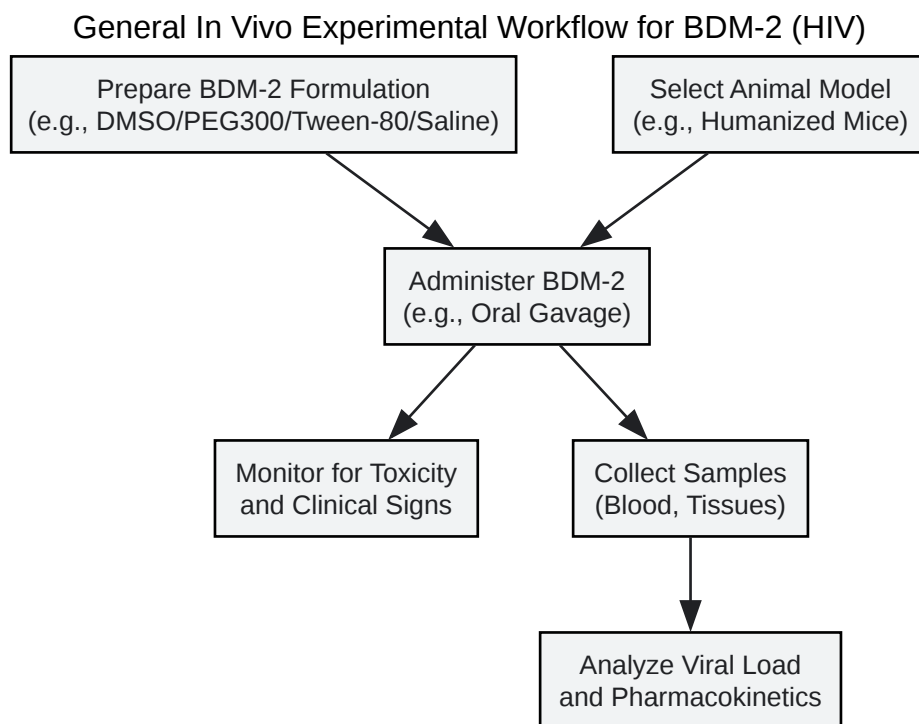 General In Vivo Experimental Workflow for BDM-2 (HIV)
Prepare BDM-2 Formulation
(e.g., DMSO/PEG300/Tween-80/Saline)
Select Animal Model
(e.g., Humanized Mice)
Administer BDM-2
(e.g., Oral Gavage)
Monitor for Toxicity
and Clinical Signs
Collect Samples
(Blood, Tissues)
Analyze Viral Load
and Pharmacokinetics